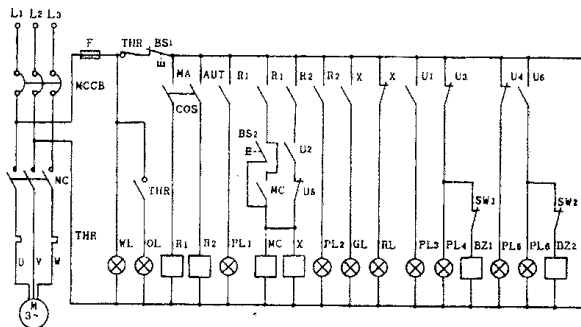 L1 L2 L3
F THR BS1
MCCB
MA AUT R1 R1 R2 R2 X X U1 U3 U4 U6
COS
BS2
E
U2
MC
THR
MC
U5
SW1
SW2
THR
WL OL R1 R2 PL1 MC X PL2 GL RL PL3 PL4 BZ1 PL5 PL6 BZ2
U V W
M
3~